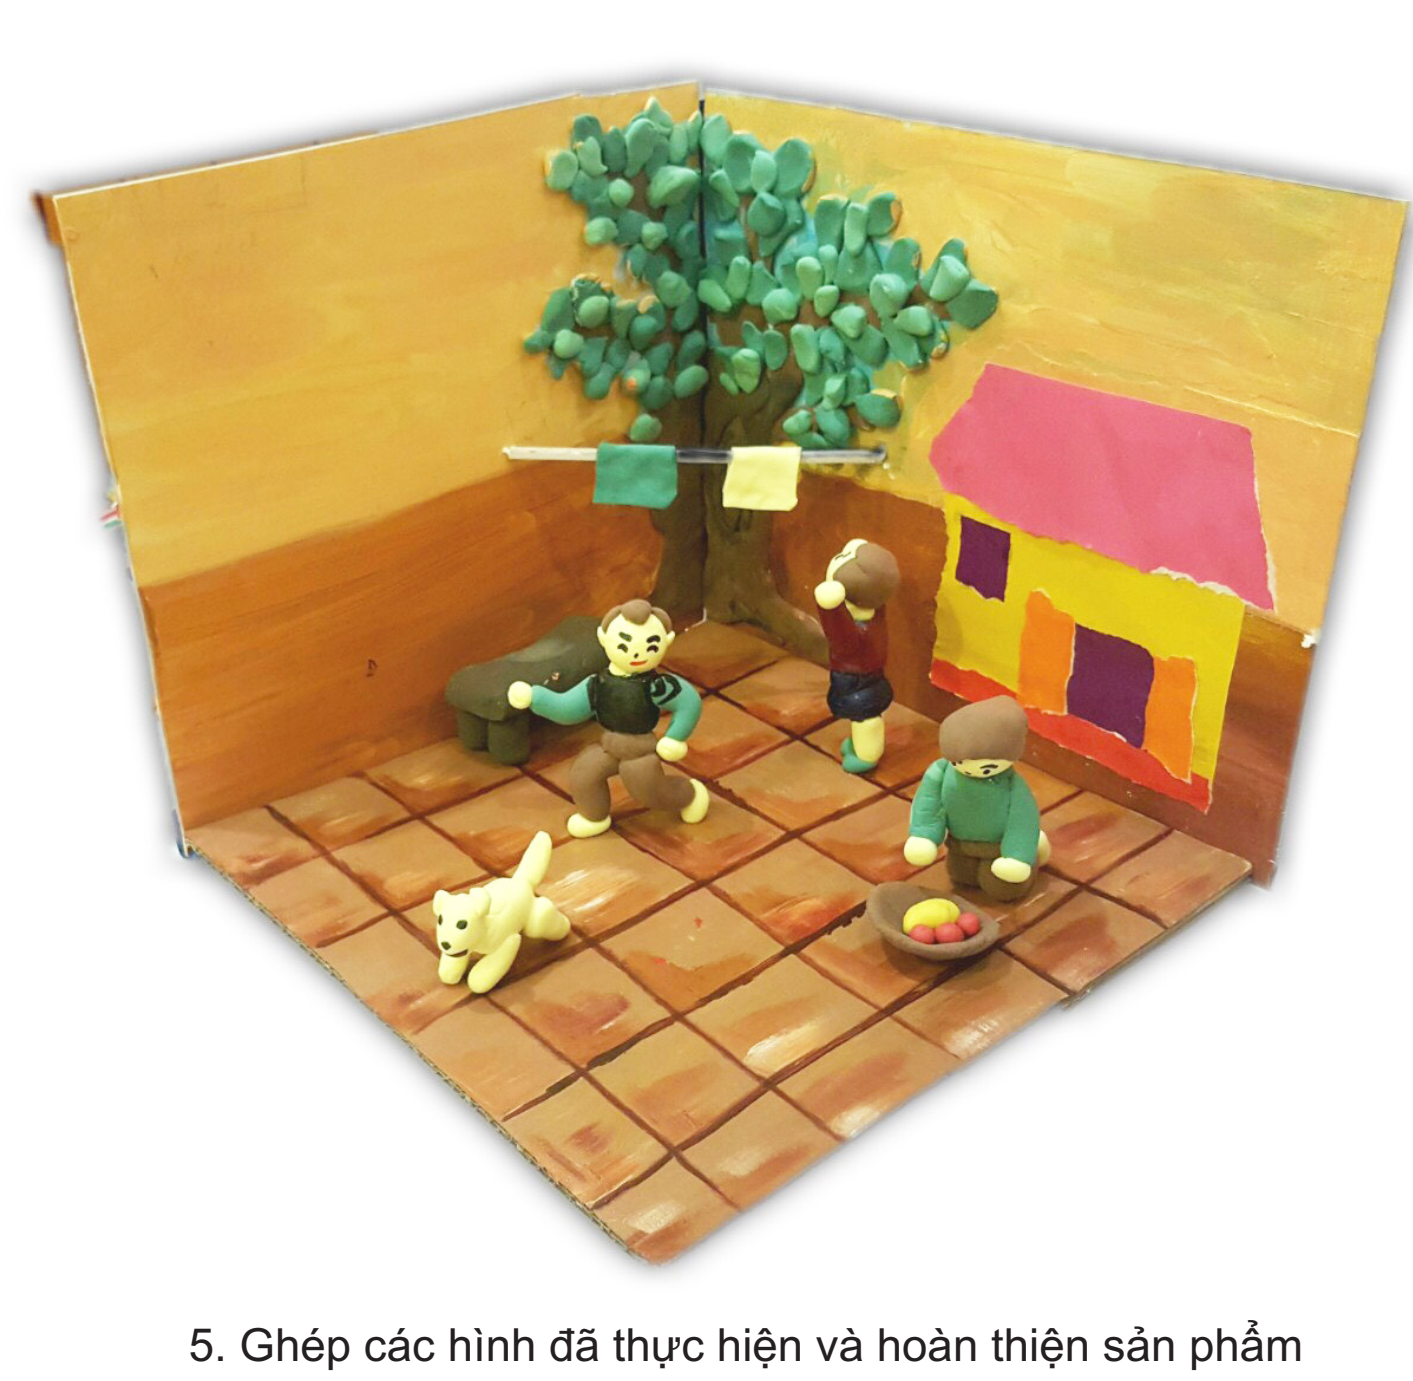 5. Ghép các hình đã thực hiện và hoàn thiện sản phẩm